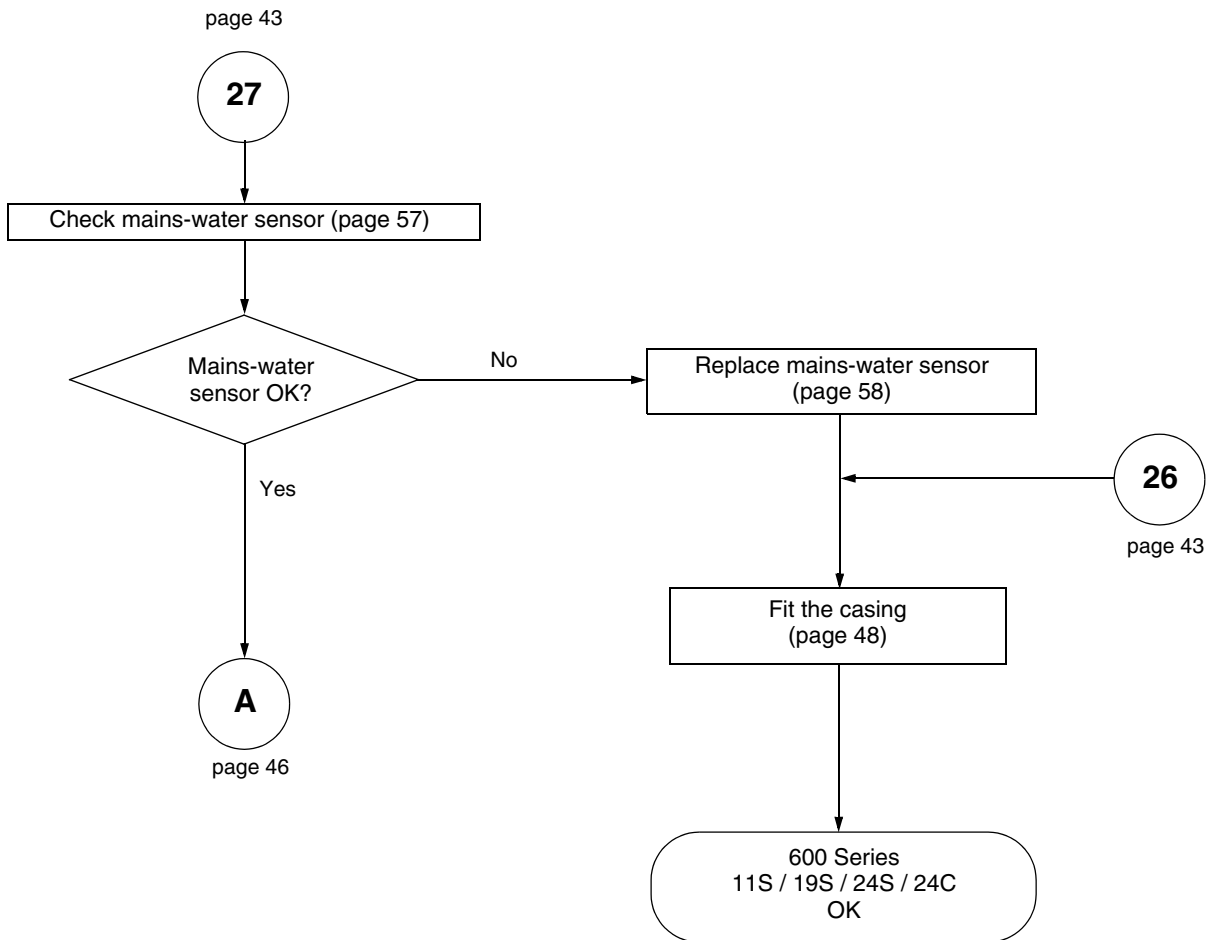 page 43
27
Check mains-water sensor (page 57)
Mains-water
sensor OK?
No
Replace mains-water sensor
(page 58)
Yes
26
page 43
Fit the casing
(page 48)
A
page 46
600 Series
11S / 19S / 24S / 24C
OK